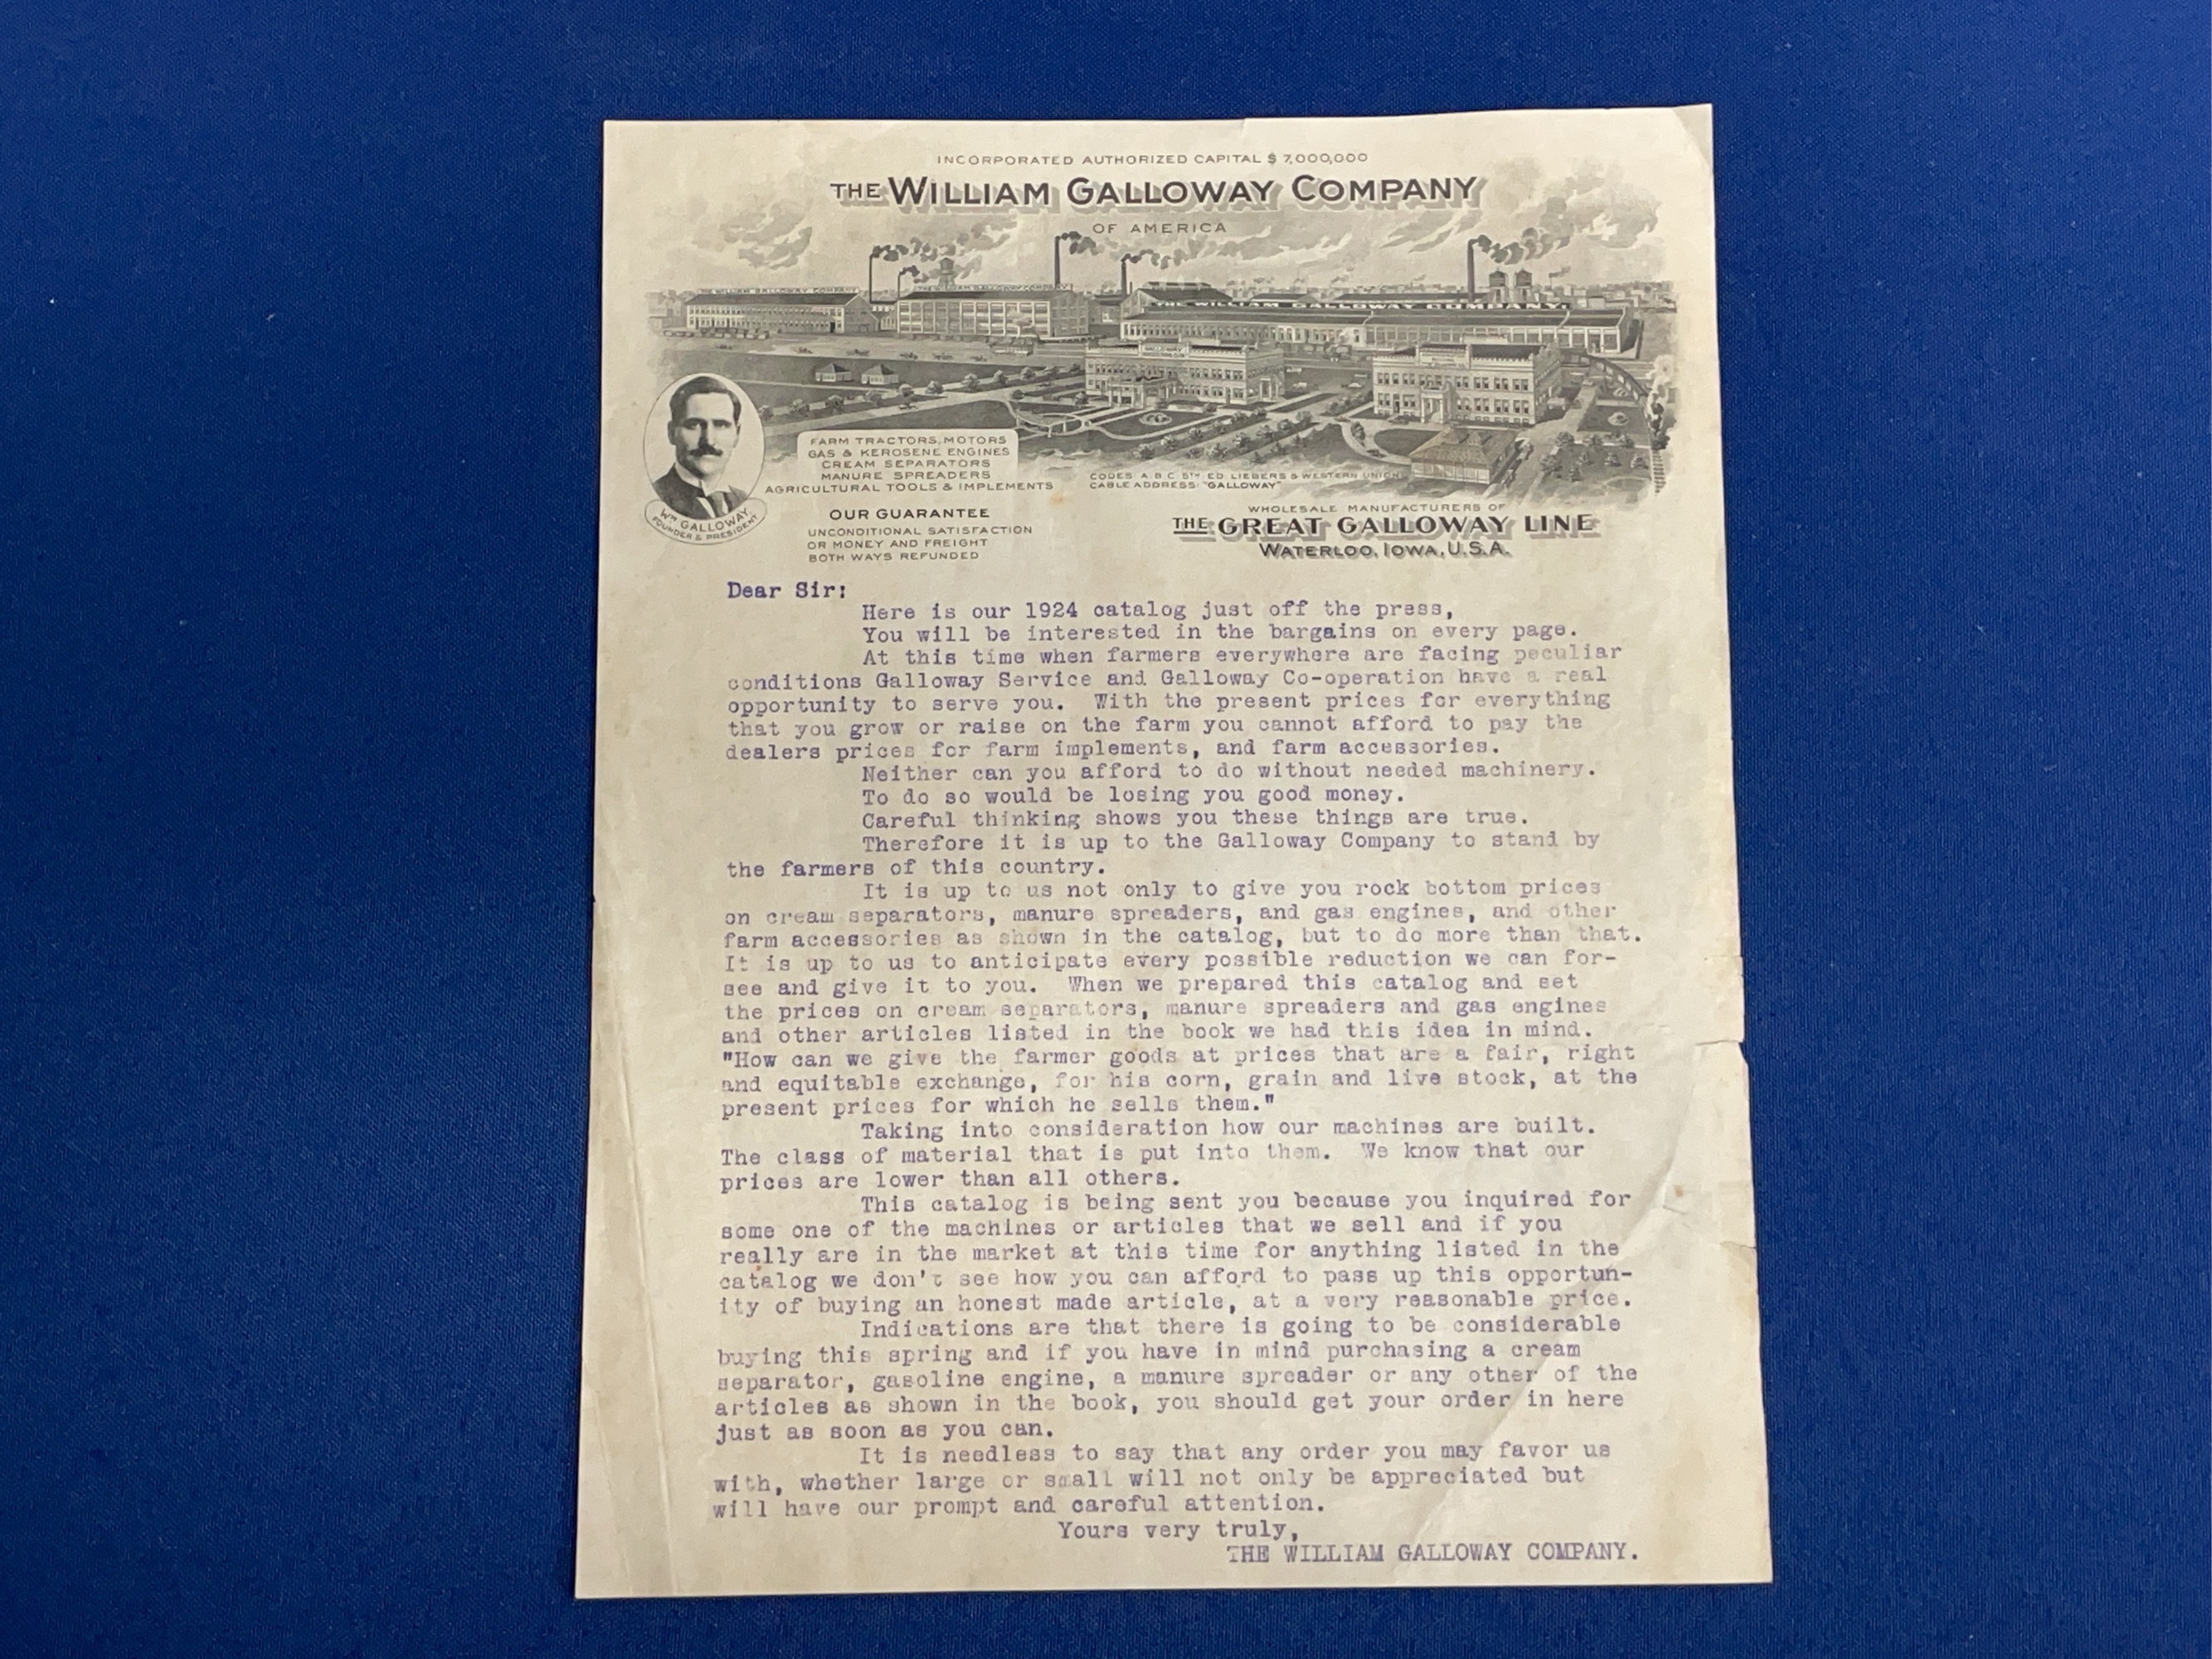 INCORPORATED AUTHORIZED CAPITAL $7,000,000
THE WILLIAM GALLOWAY COMPANY
OF AMERICA
THE WILLIAM GALLOWAY COMPANY
THE WILLIAM GALLOWAY COMPANY
THE WILLIAM GALLOWAY COMPANY.
GALLOWAY
FARM TRACTORS, MOTORS
GAS & KEROSENE ENGINES
CREAM SEPARATORS
MANURE SPREADERS
AGRICULTURAL TOOLS & IMPLEMENTS
CODES A.B.C. 5TH ED. LIEBERS & WESTERN UNION
CABLE ADDRESS "GALLOWAY"
WM GALLOWAY
FOUNDER & PRESIDENT
OUR GUARANTEE
UNCONDITIONAL SATISFACTION
OR MONEY AND FREIGHT
BOTH WAYS REFUNDED
WHOLESALE MANUFACTURERS OF
THE GREAT GALLOWAY LINE
WATERLOO, IOWA, U.S.A.
Dear Sir:
Here is our 1924 catalog just off the press,
You will be interested in the bargains on every page.
At this time when farmers everywhere are facing peculiar
conditions Galloway Service and Galloway Co-operation have a real
opportunity to serve you. With the present prices for everything
that you grow or raise on the farm you cannot afford to pay the
dealers prices for farm implements, and farm accessories.
Neither can you afford to do without needed machinery.
To do so would be losing you good money.
Careful thinking shows you these things are true.
Therefore it is up to the Galloway Company to stand by
the farmers of this country.
It is up to us not only to give you rock bottom prices
on cream separators, manure spreaders, and gas engines, and other
farm accessories as shown in the catalog, but to do more than that.
It is up to us to anticipate every possible reduction we can for-
see and give it to you. When we prepared this catalog and set
the prices on cream separators, manure spreaders and gas engines
and other articles listed in the book we had this idea in mind.
"How can we give the farmer goods at prices that are a fair, right
and equitable exchange, for his corn, grain and live stock, at the
present prices for which he sells them."
Taking into consideration how our machines are built.
The class of material that is put into them. We know that our
prices are lower than all others.
This catalog is being sent you because you inquired for
some one of the machines or articles that we sell and if you
really are in the market at this time for anything listed in the
catalog we don't see how you can afford to pass up this opportun-
ity of buying an honest made article, at a very reasonable price.
Indications are that there is going to be considerable
buying this spring and if you have in mind purchasing a cream
separator, gasoline engine, a manure spreader or any other of the
articles as shown in the book, you should get your order in here
just as soon as you can.
It is needless to say that any order you may favor us
with, whether large or small will not only be appreciated but
will have our prompt and careful attention.
Yours very truly,
THE WILLIAM GALLOWAY COMPANY.